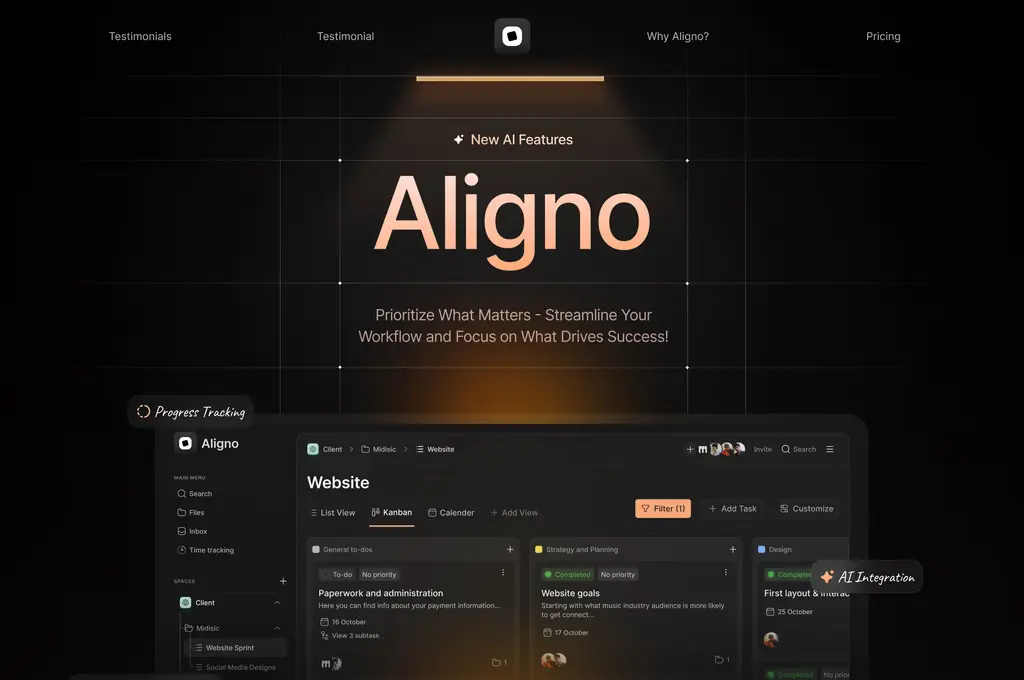 Testimonials
Testimonial
Why Aligno?
Pricing
New AI Features
Aligno
Prioritize What Matters - Streamline Your
Workflow and Focus on What Drives Success!
Progress Tracking
Aligno
MAIN MENU
Search
Files
Inbox
Time tracking
SPACES
Client
Midisic
Website Sprint
Social Media Designs
Client
Midisic
Website
Invite
Search
Website
List View
Kanban
Calender
Add View
Filter (1)
Add Task
Customize
General to-dos
To-do
No priority
Paperwork and administration
Here you can find info about your payment information...
16 October
View 3 subtask
1
Strategy and Planning
Completed
No priority
Website goals
Starting with what music industry audience is more likely
to get connect...
17 October
1
Design
Completed
First layout & interac
25 October
Completed
No prior
AI Integration